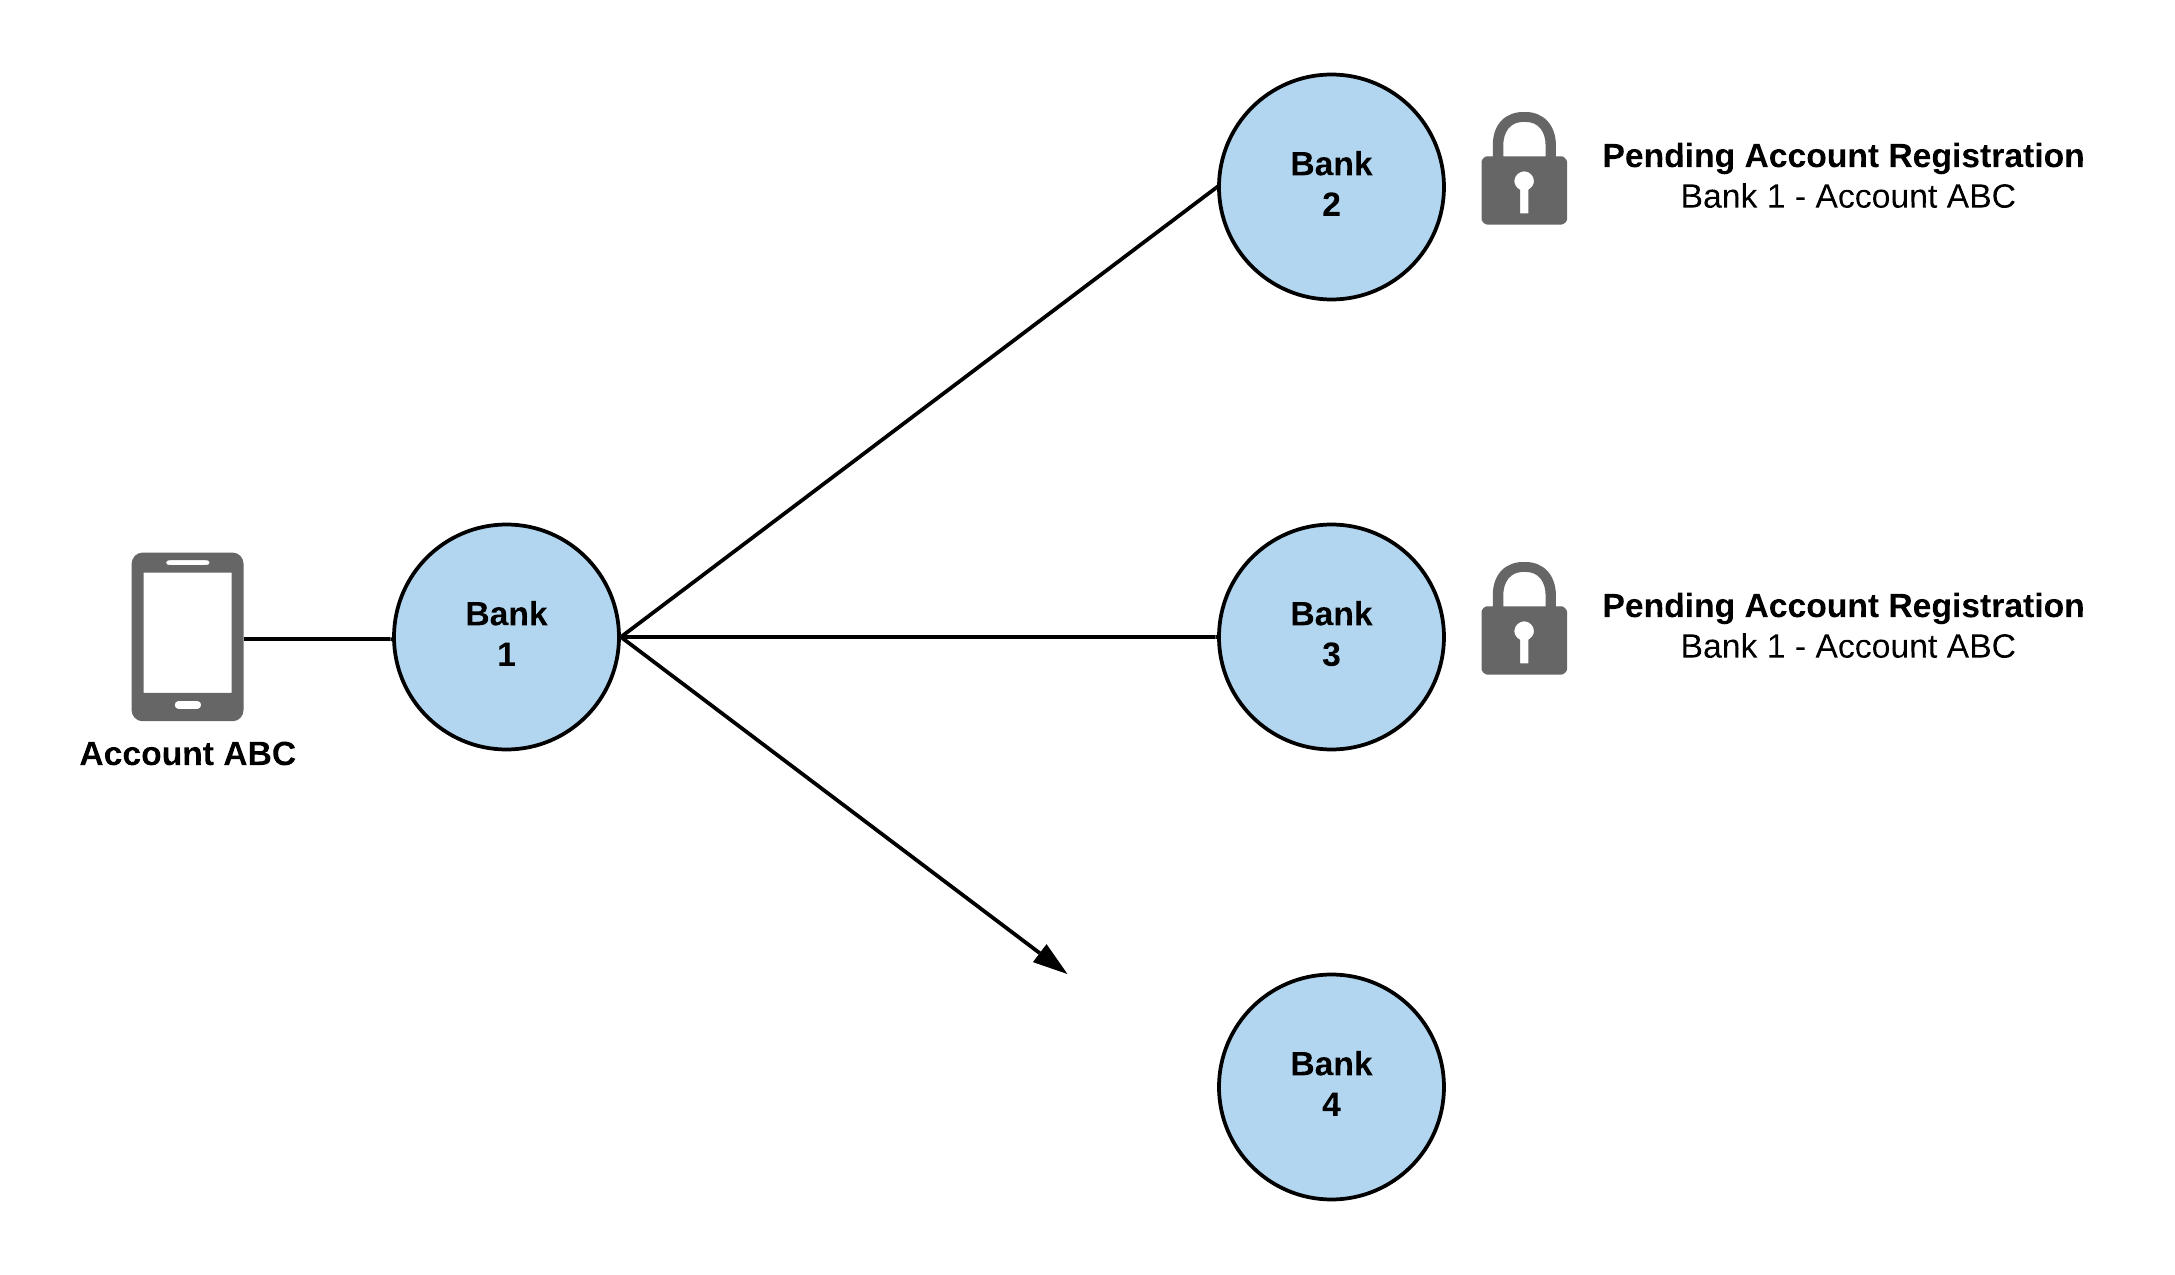 Bank
2
Pending Account Registration
Bank 1 - Account ABC
Bank
1
Bank
3
Pending Account Registration
Bank 1 - Account ABC
Account ABC
Bank
4